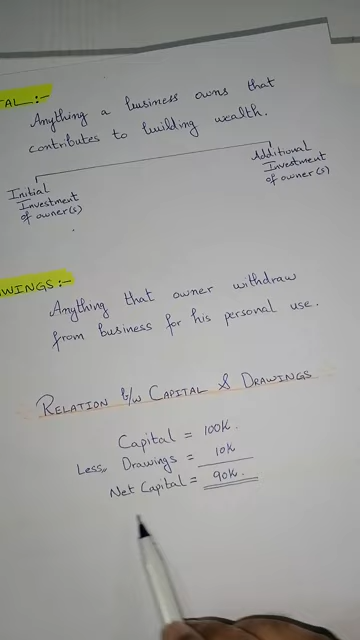 TAL:-
Anything a business owns that
contributes to building wealth.
Initial
Investment
of owner(s)
Additional
Investment
of owner(s)
AWINGS:-
Anything that owner withdraw
from business for his personal use.
RELATION b/w CAPITAL & DRAWINGS
Capital = 100K.
Less,, Drawings = 10K
Net Capital = 90K.